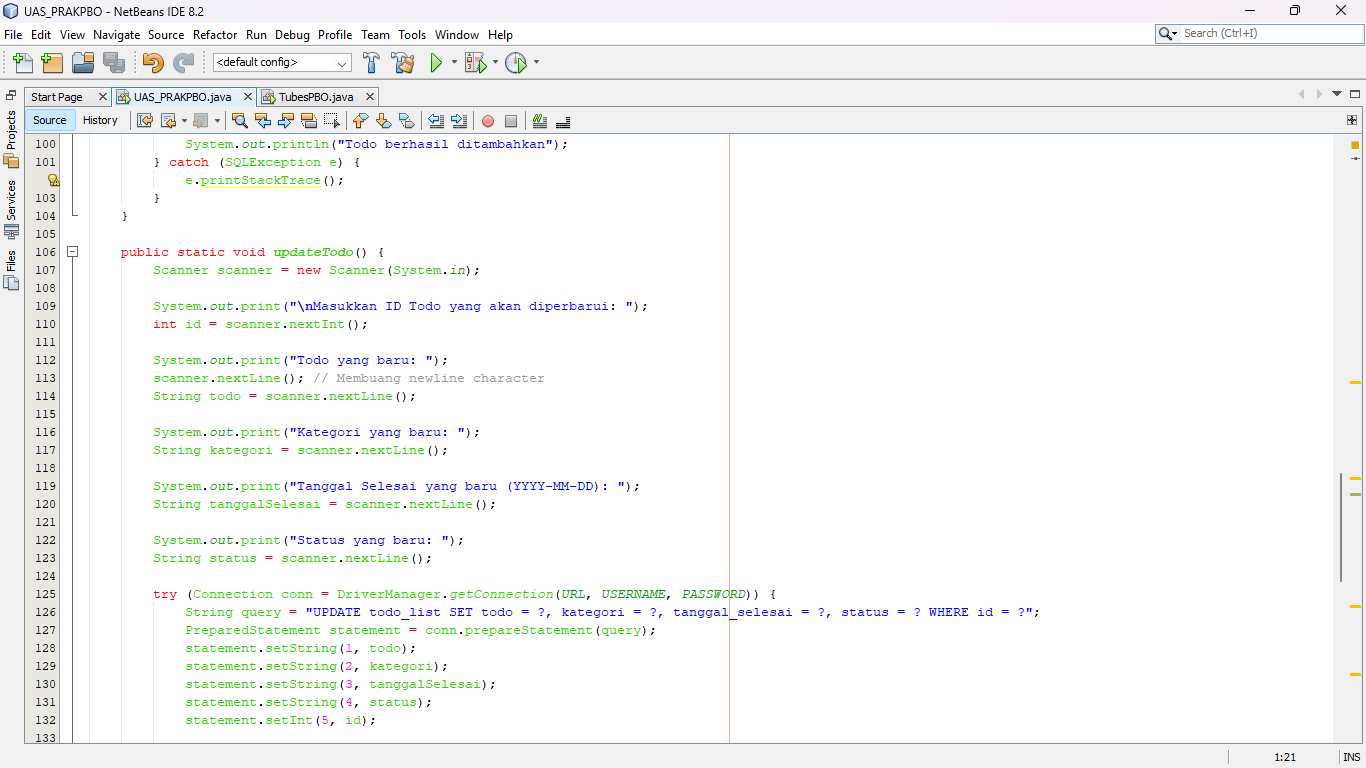 UAS_PRAKPBO - NetBeans IDE 8.2
File Edit View Navigate Source Refactor Run Debug Profile Team Tools Window Help
Search (Ctrl+I)
<default config>
Start Page UAS_PRAKPBO.java TubesPBO.java
Source History
Projects
Services
Files
100 System.out.println("Todo berhasil ditambahkan");
101 } catch (SQLException e) {
e.printStackTrace();
103 }
104 }
105
106 public static void updateTodo() {
107 Scanner scanner = new Scanner(System.in);
108
109 System.out.print("\nMasukkan ID Todo yang akan diperbarui: ");
110 int id = scanner.nextInt();
111
112 System.out.print("Todo yang baru: ");
113 scanner.nextLine(); // Membuang newline character
114 String todo = scanner.nextLine();
115
116 System.out.print("Kategori yang baru: ");
117 String kategori = scanner.nextLine();
118
119 System.out.print("Tanggal Selesai yang baru (YYYY-MM-DD): ");
120 String tanggalSelesai = scanner.nextLine();
121
122 System.out.print("Status yang baru: ");
123 String status = scanner.nextLine();
124
125 try (Connection conn = DriverManager.getConnection(URL, USERNAME, PASSWORD)) {
126 String query = "UPDATE todo_list SET todo = ?, kategori = ?, tanggal_selesai = ?, status = ? WHERE id = ?";
127 PreparedStatement statement = conn.prepareStatement(query);
128 statement.setString(1, todo);
129 statement.setString(2, kategori);
130 statement.setString(3, tanggalSelesai);
131 statement.setString(4, status);
132 statement.setInt(5, id);
133
1:21 INS